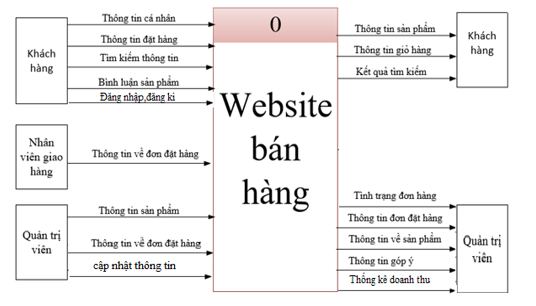 Khách
hàng
Thông tin cá nhân
Thông tin đặt hàng
Tìm kiếm thông tin
Bình luận sản phẩm
Đăng nhập,đăng kí
Nhân
viên giao
hàng
Thông tin về đơn đặt hàng
Quản trị
viên
Thông tin sản phẩm
Thông tin về đơn đặt hàng
cập nhật thông tin
0
Website
bán
hàng
Thông tin sản phẩm
Thông tin giỏ hàng
Kết quả tìm kiếm
Khách
hàng
Tình trạng đơn hàng
Thông tin đơn đặt hàng
Thông tin về sản phẩm
Thông tin góp ý
Thống kê doanh thu
Quản trị
viên